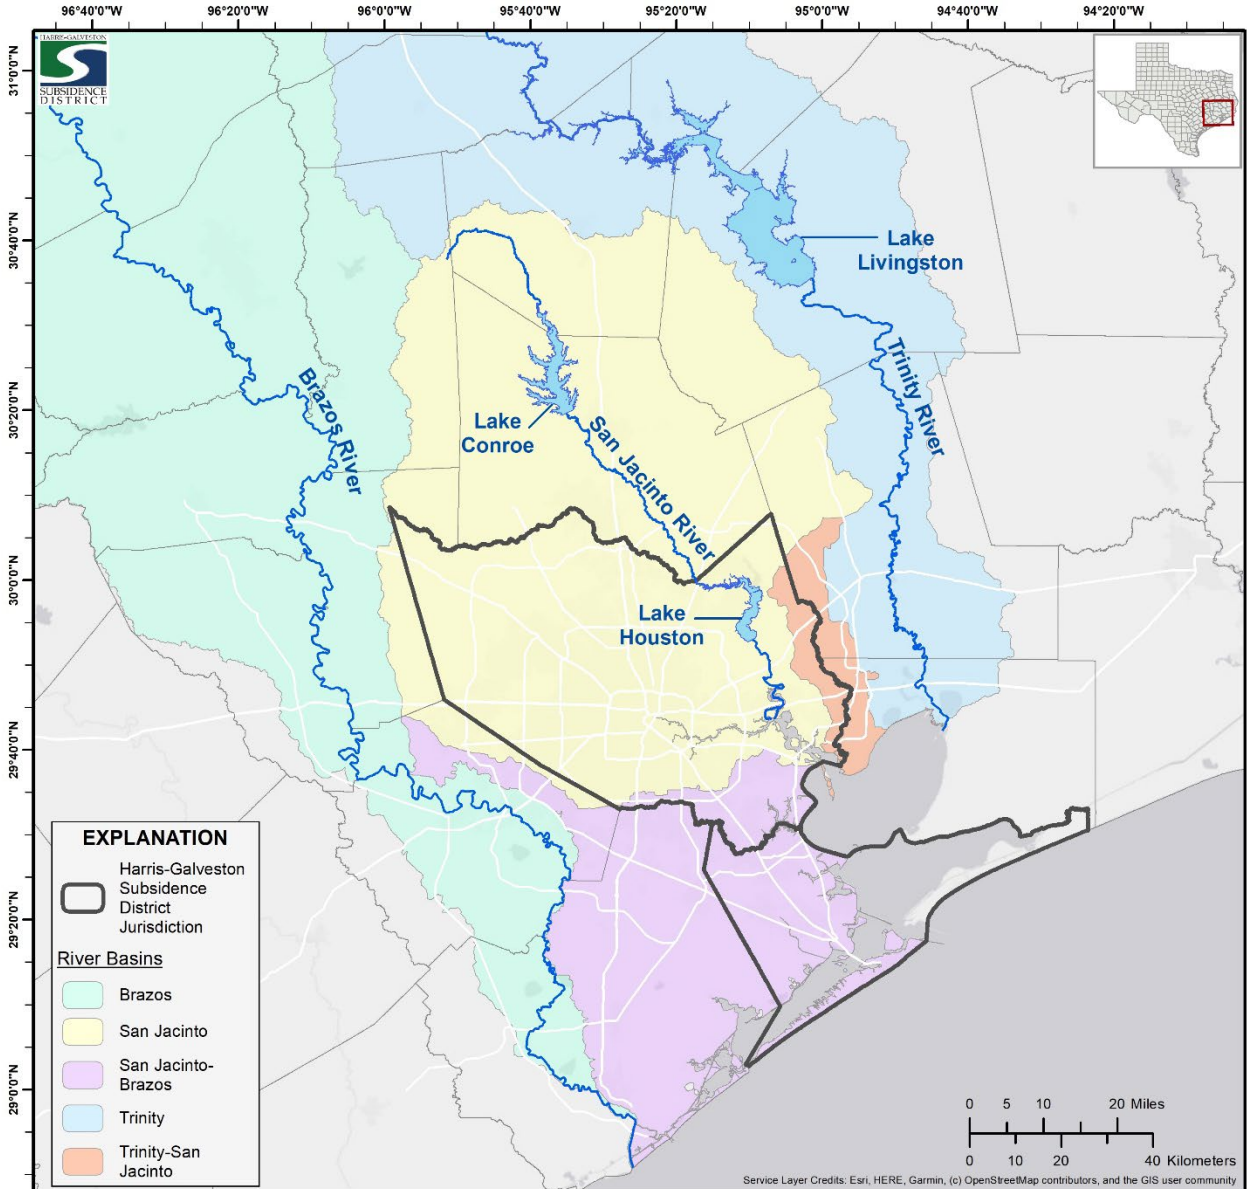 96°40'0"W 96°20'0"W 96°0'0"W 95°40'0"W 95°20'0"W 95°0'0"W 94°40'0"W 94°20'0"W
HARRIS-GALVESTON
SUBSIDENCE
DISTRICT
31°0'0"N
30°40'0"N
30°20'0"N
30°0'0"N
29°40'0"N
29°20'0"N
29°0'0"N
Lake
Livingston
Trinity River
Brazos River
Lake
Conroe
San Jacinto River
Lake
Houston
EXPLANATION
Harris-Galveston
Subsidence
District
Jurisdiction
River Basins
Brazos
San Jacinto
San Jacinto-
Brazos
Trinity
Trinity-San
Jacinto
0 5 10 20 Miles
0 10 20 40 Kilometers
Service Layer Credits: Esri, HERE, Garmin, (c) OpenStreetMap contributors, and the GIS user community